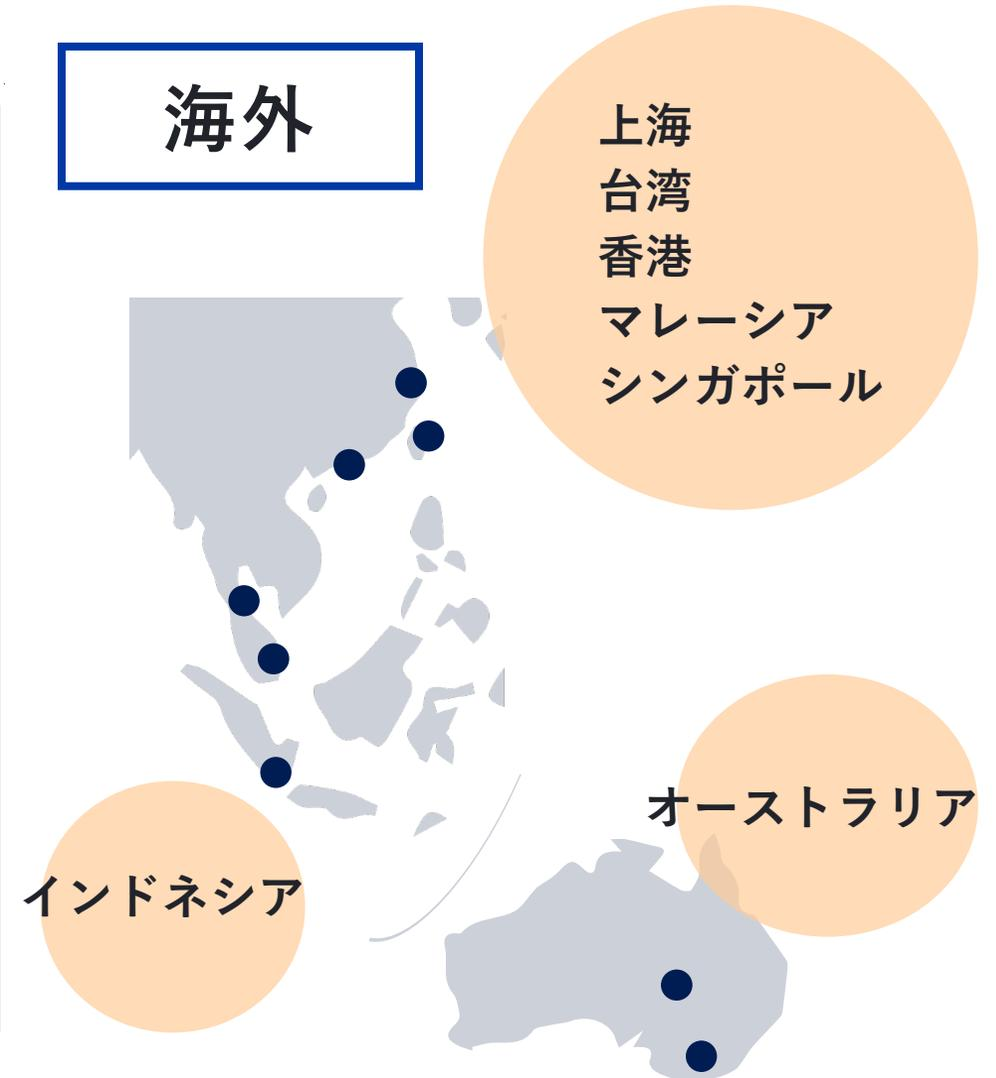 海外
上海
台湾
香港
マレーシア
シンガポール
オーストラリア
インドネシア